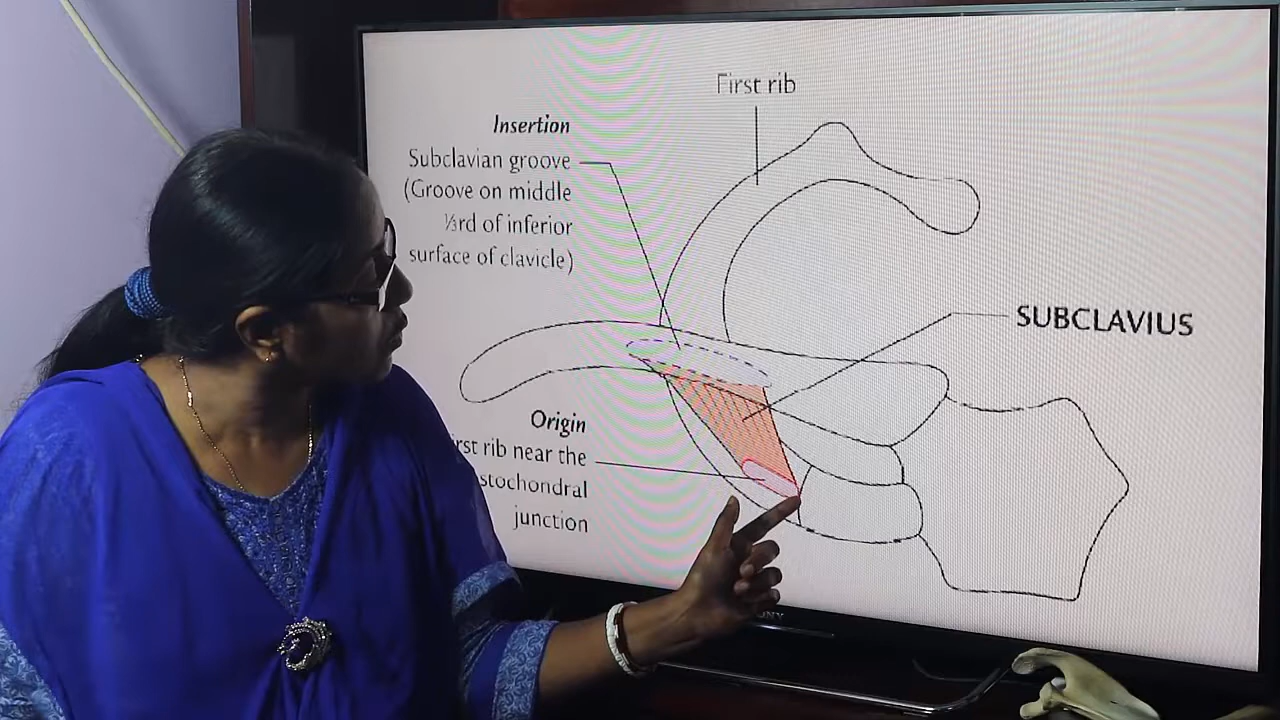 First rib
Insertion
Subclavian groove
(Groove on middle
⅓rd of inferior
surface of clavicle)
SUBCLAVIUS
Origin
rst rib near the
stochondral
junction